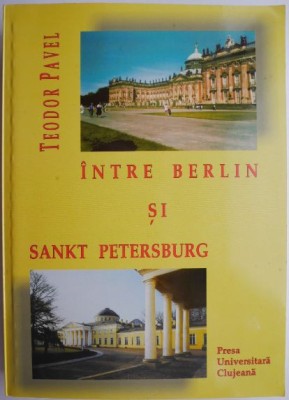 TEODOR PAVEL
ÎNTRE BERLIN
ȘI
SANKT PETERSBURG
Presa
Universitară
Clujeană